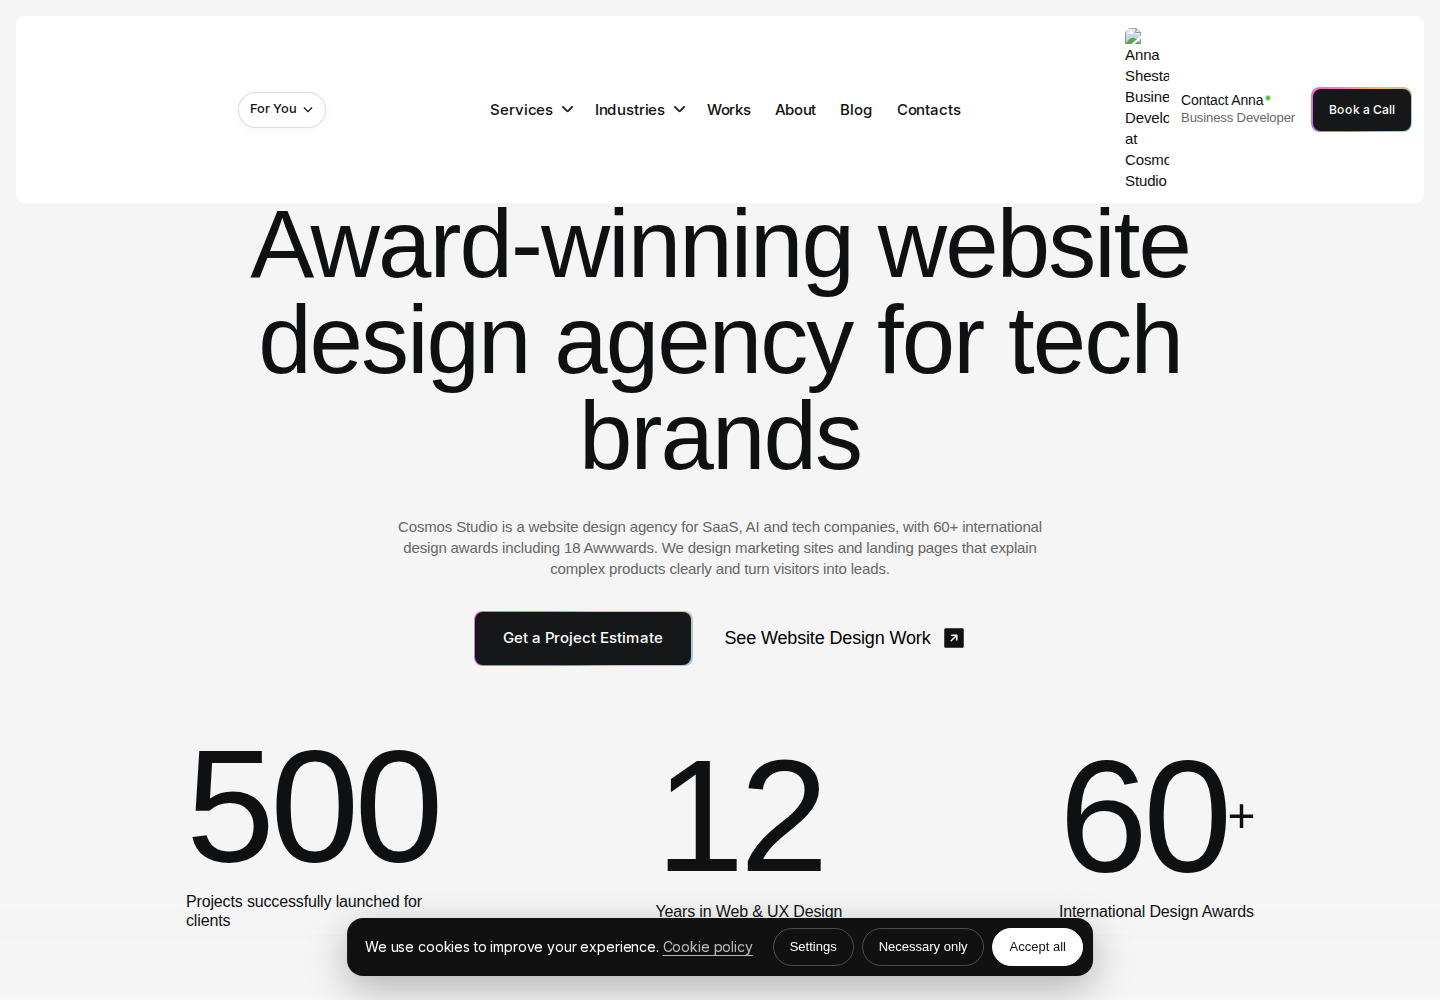 For You
Services
Industries
Works
About
Blog
Contacts
Anna
Shesta
Busine
Develo
at
Cosmo
Studio
Contact Anna
Business Developer
Book a Call
Award-winning website
design agency for tech
brands
Cosmos Studio is a website design agency for SaaS, AI and tech companies, with 60+ international
design awards including 18 Awwwards. We design marketing sites and landing pages that explain
complex products clearly and turn visitors into leads.
Get a Project Estimate
See Website Design Work
500
Projects successfully launched for
clients
12
Years in Web & UX Design
60+
International Design Awards
We use cookies to improve your experience. Cookie policy
Settings
Necessary only
Accept all